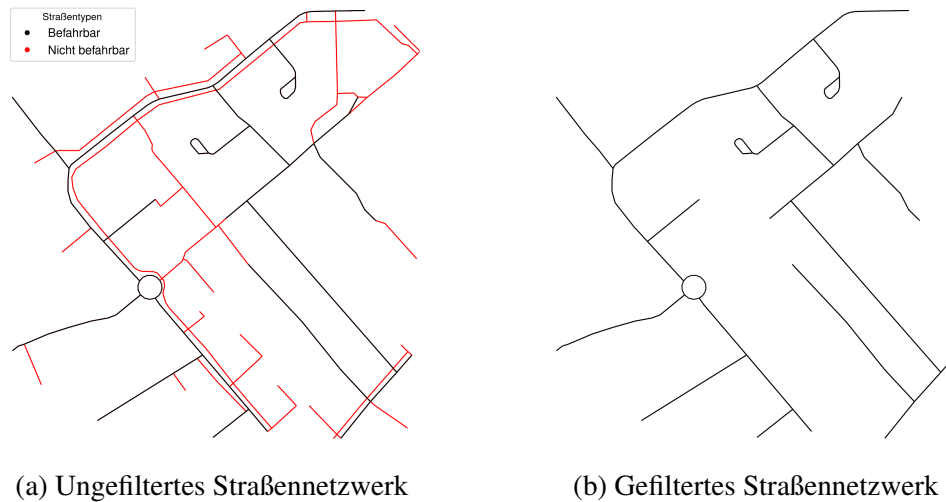 Straßentypen
Befahrbar
Nicht befahrbar
(a) Ungefiltertes Straßennetzwerk
(b) Gefiltertes Straßennetzwerk